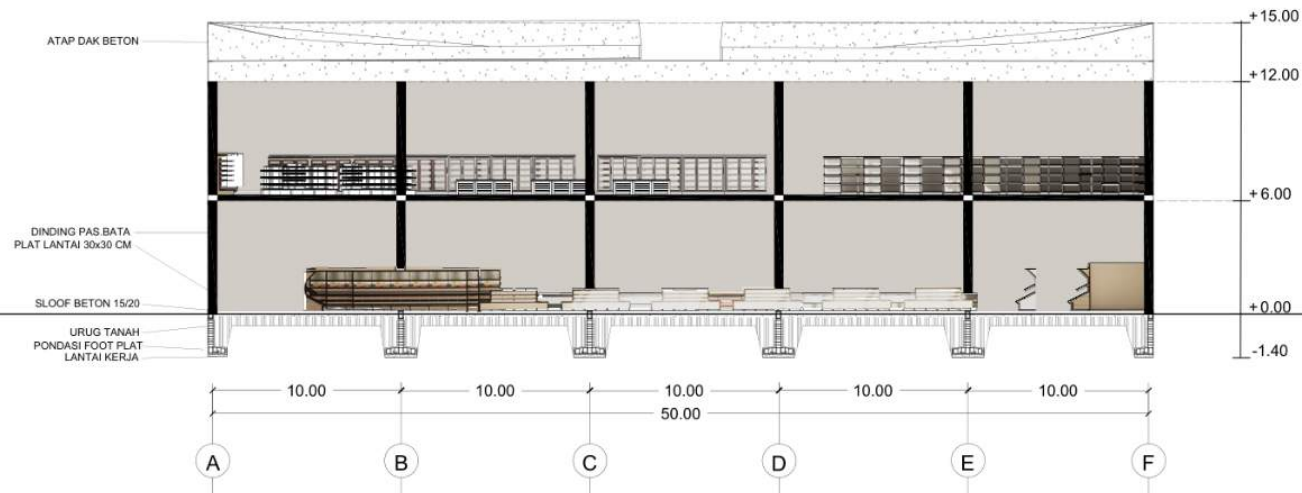 +15.00
ATAP DAK BETON
+12.00
+6.00
DINDING PAS.BATA
PLAT LANTAI 30x30 CM
SLOOF BETON 15/20
+0.00
URUG TANAH
PONDASI FOOT PLAT
LANTAI KERJA
-1.40
10.00 10.00 10.00 10.00 10.00
50.00
A B C D E F